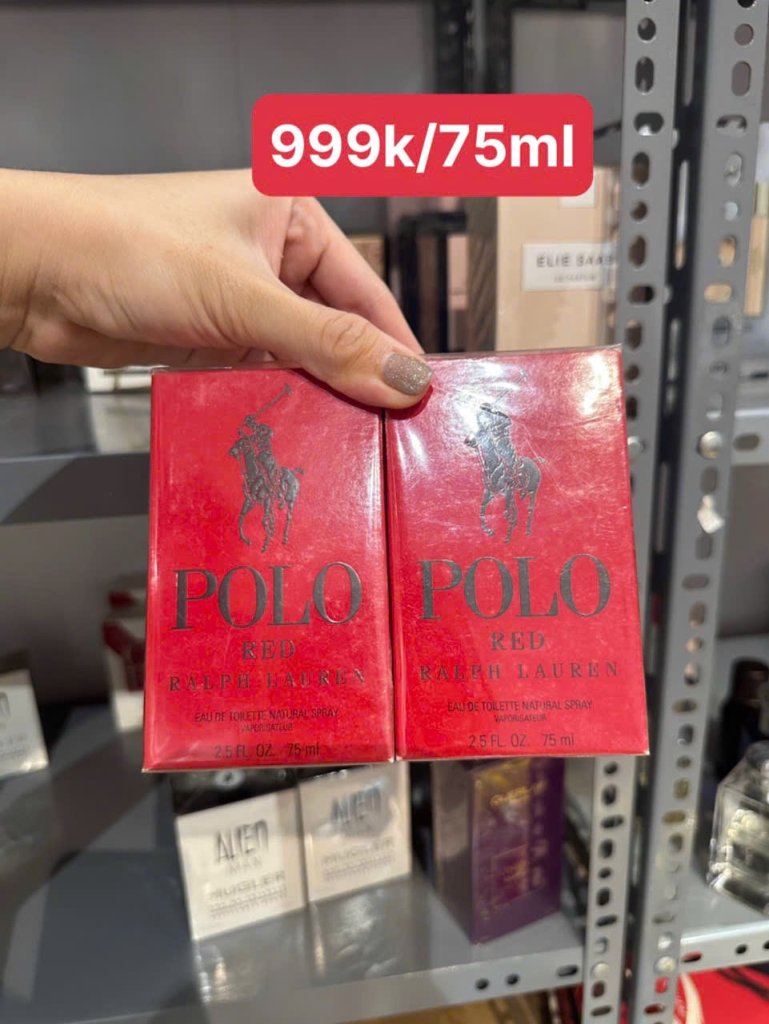 999k/75ml
ELIE SAAB
POLO
RED
RALPH LAUREN
EAU DE TOILETTE NATURAL SPRAY
VAPORISATEUR
2.5 FL. OZ. 75 ml
POLO
RED
RALPH LAUREN
EAU DE TOILETTE NATURAL SPRAY
VAPORISATEUR
2.5 FL. OZ. 75 ml
ALIEN
MAN
MUGLER
ALIEN
MAN
MUGLER